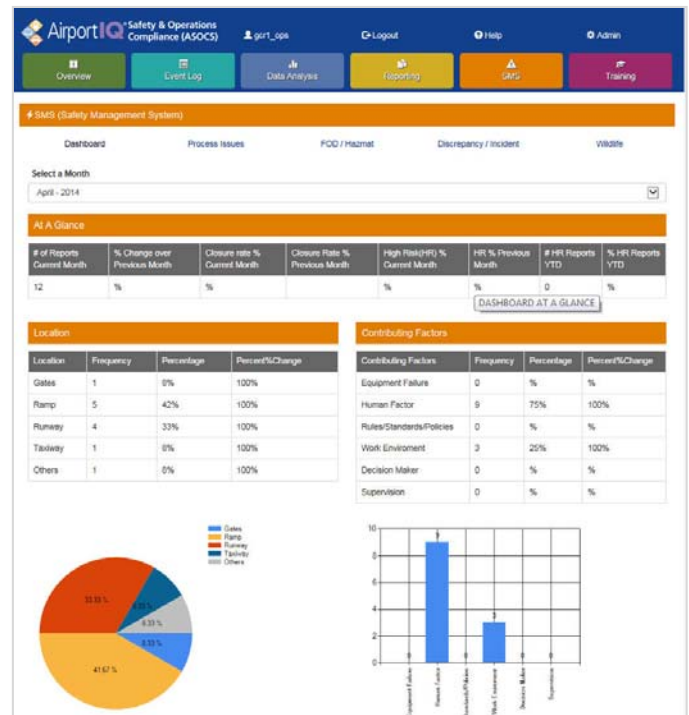 AirportIQ Safety & Operations
Compliance (ASOCS)
gcr1_ops
Logout
Help
Admin
Overview
Event Log
Data Analysis
Reporting
SMS
Training
SMS (Safety Management System)
Dashboard
Process Issues
FOD / Hazmat
Discrepancy / Incident
Wildlife
Select a Month
April - 2014
At A Glance
# of Reports Current Month
% Change over Previous Month
Closure rate % Current Month
Closure Rate % Previous Month
High Risk(HR) % Current Month
HR % Previous Month
# HR Reports YTD
% HR Reports YTD
12 % % % % 0 %
DASHBOARD AT A GLANCE
Location
Location Frequency Percentage Percent%Change
Gates 1 8% 100%
Ramp 5 42% 100%
Runway 4 33% 100%
Taxiway 1 8% 100%
Others 1 8% 100%
Contributing Factors
Contributing Factors Frequency Percentage Percent%Change
Equipment Failure 0 % %
Human Factor 9 75% 100%
Rules/Standards/Policies 0 % %
Work Enviroment 3 25% 100%
Decision Maker 0 % %
Supervision 0 % %
Gates
Ramp
Runway
Taxiway
Others
33.33 %
8.33 %
8.33 %
8.33 %
41.67 %
10
8
6
4
2
0
0
9
0
3
0
0
Equipment Failure
Human Factor
Standards/Policies
Work Enviroment
Decision Maker
Supervision